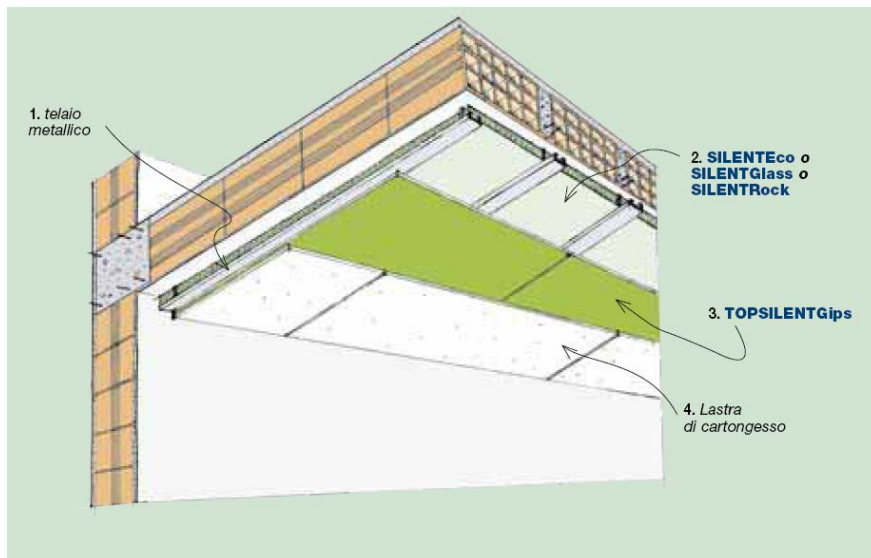 1. telaio
metallico
2. SILENTEco o
SILENTGlass o
SILENTRock
3. TOPSILENTGips
4. Lastra
di cartongesso